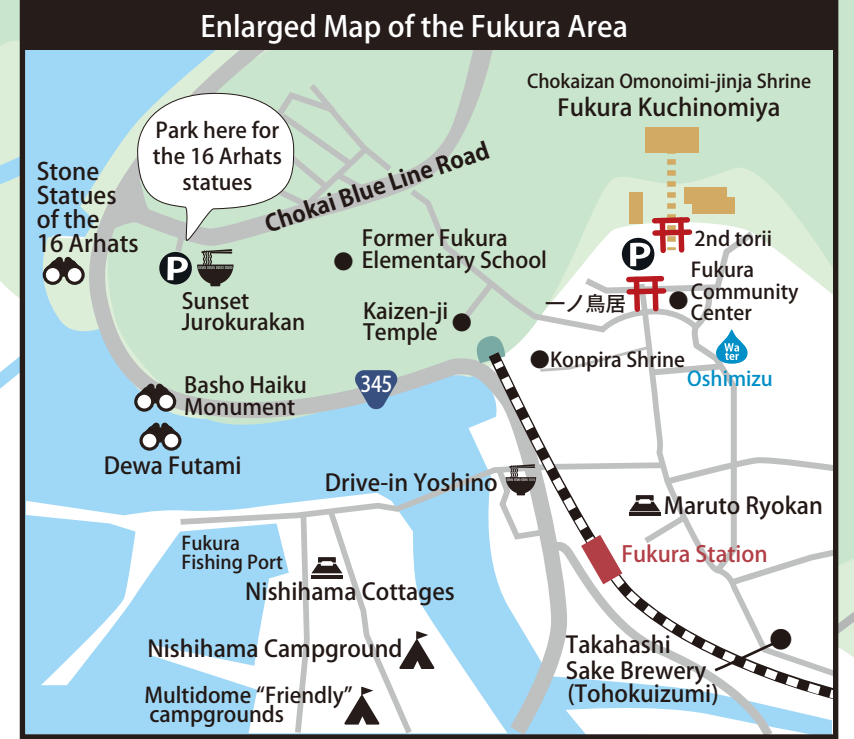 Enlarged Map of the Fukura Area
Chokaizan Omonoimi-jinja Shrine
Fukura Kuchinomiya
Park here for
the 16 Arhats
statues
Chokai Blue Line Road
Stone
Statues
of the
16 Arhats
P
Sunset
Jurokurakan
Former Fukura
Elementary School
Kaizen-ji
Temple
2nd torii
P
Fukura
Community
Center
一ノ鳥居
Wa
ter
Oshimizu
Konpira Shrine
345
Basho Haiku
Monument
Dewa Futami
Drive-in Yoshino
Maruto Ryokan
Fukura Station
Fukura
Fishing Port
Nishihama Cottages
Nishihama Campground
Multidome “Friendly”
campgrounds
Takahashi
Sake Brewery
(Tohokuizumi)